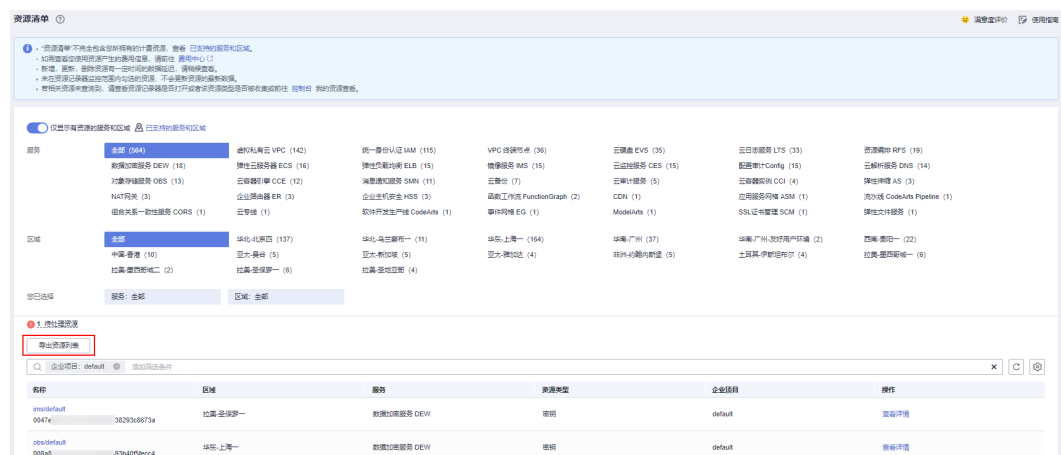 资源清单
满意度评价 使用指南
“资源清单”不完全包含您所拥有的计费资源，查看 已支持的服务和区域。
如需查看您使用资源产生的费用信息，请前往 费用中心
新增、更新、删除资源有一定时间的数据延迟，请稍候查看。
未在资源记录器监控范围内勾选的资源，不会更新资源的最新数据。
若相关资源未查询到，请查看资源记录器是否打开或者该资源类型是否被收集或前往 控制台 我的资源查看。
仅显示有资源的服务和区域 已支持的服务和区域
服务 全部 (564) 虚拟私有云 VPC (142) 统一身份认证 IAM (115) VPC 终端节点 (36) 云硬盘 EVS (35) 云日志服务 LTS (33) 资源编排 RFS (19)
数据加密服务 DEW (18) 弹性云服务器 ECS (16) 弹性负载均衡 ELB (15) 镜像服务 IMS (15) 云监控服务 CES (15) 配置审计Config (15) 云解析服务 DNS (14)
对象存储服务 OBS (13) 云容器引擎 CCE (12) 消息通知服务 SMN (11) 云备份 (7) 云审计服务 (5) 云容器实例 CCI (4) 弹性伸缩 AS (3)
NAT网关 (3) 企业路由器 ER (3) 企业主机安全 HSS (3) 函数工作流 FunctionGraph (2) CDN (1) 应用服务网格 ASM (1) 流水线 CodeArts Pipeline (1)
组合关系一致性服务 CORS (1) 云专线 (1) 软件开发生产线 CodeArts (1) 事件网格 EG (1) ModelArts (1) SSL证书管理 SCM (1) 弹性文件服务 (1)
区域 全部 华北-北京四 (137) 华北-乌兰察布一 (11) 华东-上海一 (164) 华南-广州 (37) 华南-广州-友好用户环境 (2) 西南-贵阳一 (22)
中国-香港 (10) 亚太-曼谷 (5) 亚太-新加坡 (5) 亚太-雅加达 (4) 非洲-约翰内斯堡 (5) 土耳其-伊斯坦布尔 (4) 拉美-墨西哥城一 (6)
拉美-墨西哥城二 (2) 拉美-圣保罗一 (6) 拉美-圣地亚哥 (4)
您已选择 服务：全部 区域：全部
1 待处理资源
导出资源列表
企业项目：default 添加筛选条件
名称 区域 服务 资源类型 企业项目 操作
ims/default
0047e 38293c8673a 拉美-圣保罗一 数据加密服务 DEW 密钥 default 查看详情
obs/default
华东-上海一 数据加密服务 DEW 密钥 default 查看详情